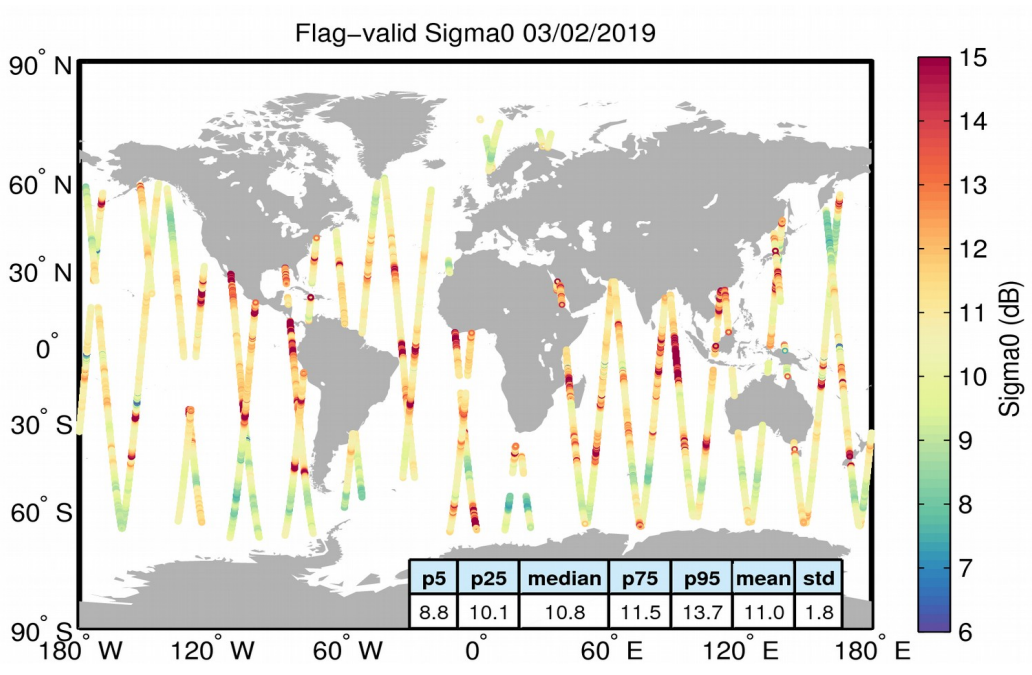 Flag−valid Sigma0 03/02/2019
90° N
60° N
30° N
0°
30° S
60° S
90° S
180° W
120° W
60° W
0°
60° E
120° E
180° E
p5 p25 median p75 p95 mean std
8.8 10.1 10.8 11.5 13.7 11.0 1.8
15
14
13
12
11
10
9
8
7
6
Sigma0 (dB)